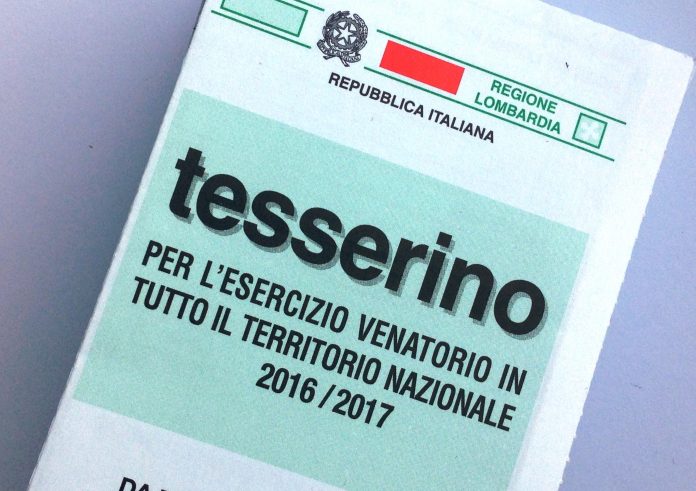 REPUBBLICA ITALIANA
REGIONE
LOMBARDIA
tesserino
PER L'ESERCIZIO VENATORIO IN
TUTTO IL TERRITORIO NAZIONALE
2016 / 2017